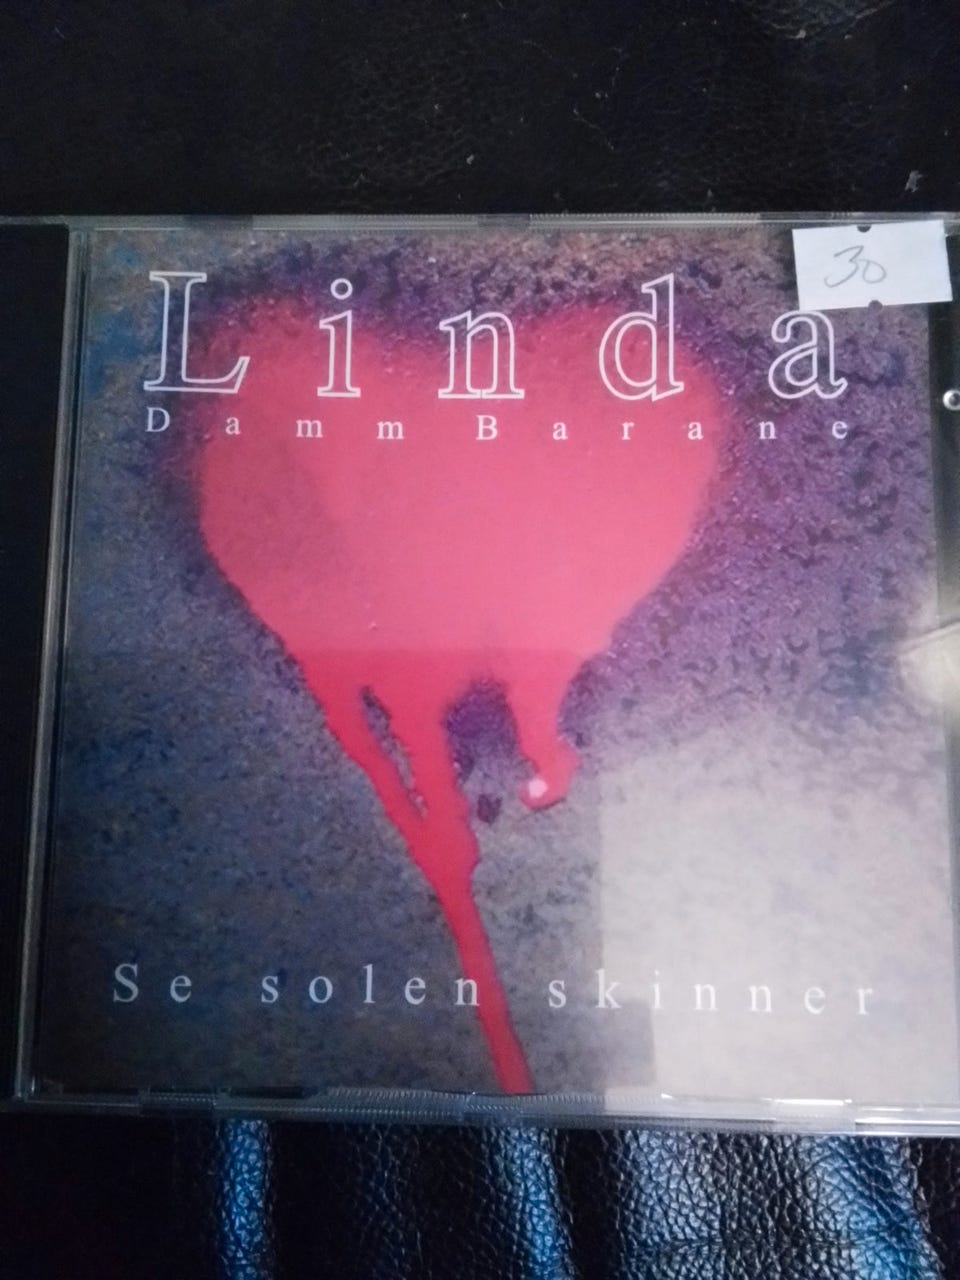 30
Linda
Damm Barane
Se solen skinner